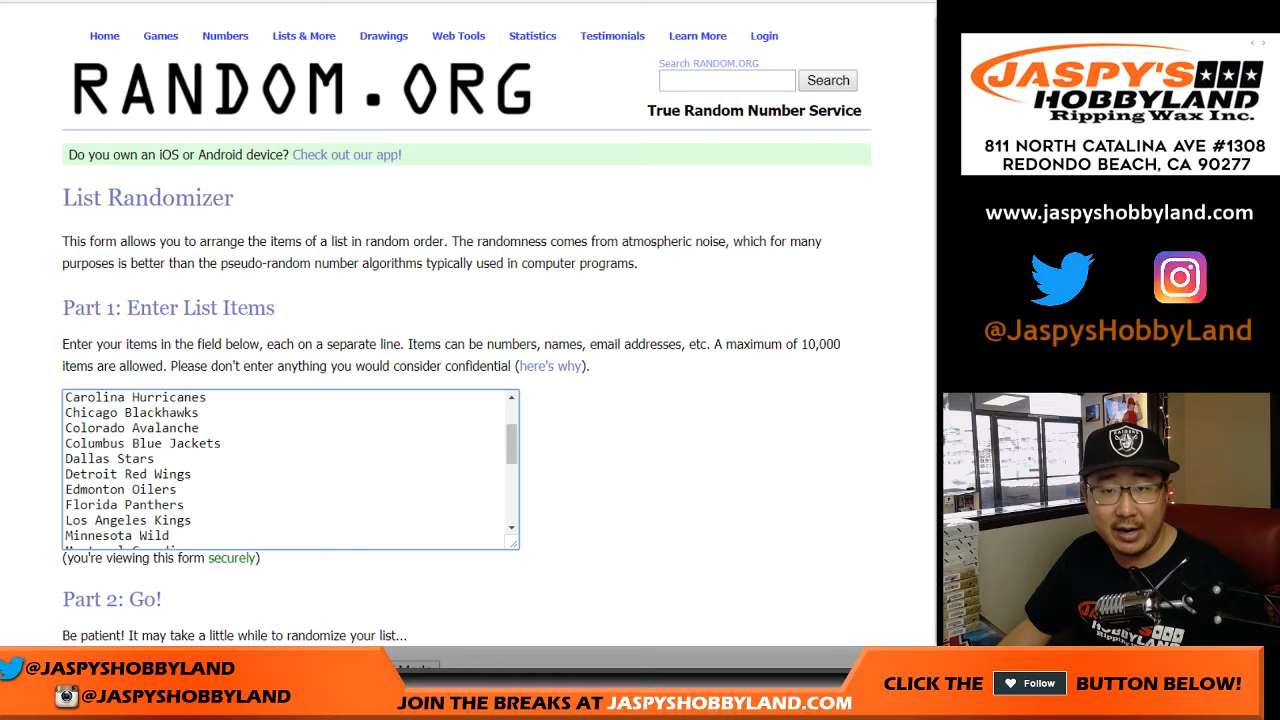 Home Games Numbers Lists & More Drawings Web Tools Statistics Testimonials Learn More Login
RANDOM.ORG
Search RANDOM.ORG
Search
True Random Number Service
Do you own an iOS or Android device? Check out our app!
List Randomizer
This form allows you to arrange the items of a list in random order. The randomness comes from atmospheric noise, which for many
purposes is better than the pseudo-random number algorithms typically used in computer programs.
Part 1: Enter List Items
Enter your items in the field below, each on a separate line. Items can be numbers, names, email addresses, etc. A maximum of 10,000
items are allowed. Please don't enter anything you would consider confidential (here's why).
Carolina Hurricanes
Chicago Blackhawks
Colorado Avalanche
Columbus Blue Jackets
Dallas Stars
Detroit Red Wings
Edmonton Oilers
Florida Panthers
Los Angeles Kings
Minnesota Wild
(you're viewing this form securely)
Part 2: Go!
Be patient! It may take a little while to randomize your list...
JASPY'S
HOBBYLAND
Ripping Wax Inc.
811 NORTH CATALINA AVE #1308
REDONDO BEACH, CA 90277
www.jaspyshobbyland.com
@JaspysHobbyLand
RAIDERS
JASPY'S
HOBBY
Ripping
@JASPYSHOBBYLAND
@JASPYSHOBBYLAND
JOIN THE BREAKS AT JASPYSHOBBYLAND.COM
CLICK THE Follow BUTTON BELOW!